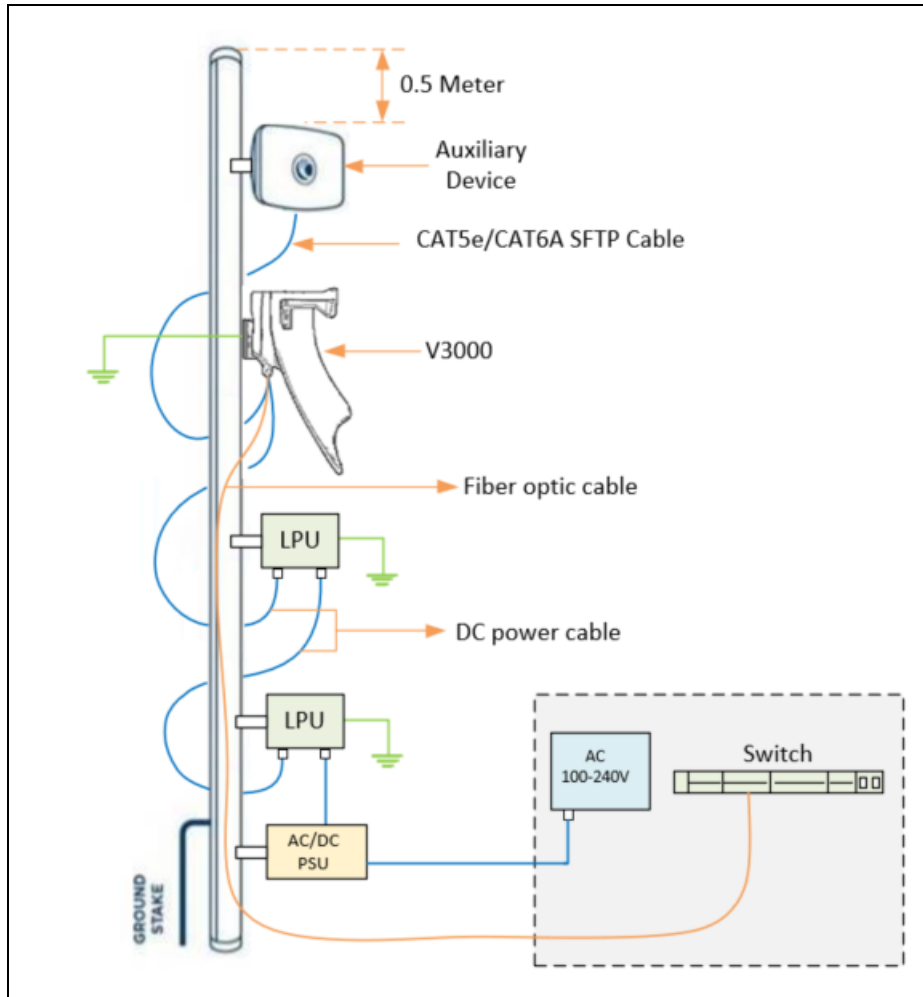 0.5 Meter
Auxiliary
Device
CAT5e/CAT6A SFTP Cable
V3000
Fiber optic cable
LPU
DC power cable
LPU
AC
100-240V
Switch
AC/DC
PSU
GROUND
STAKE